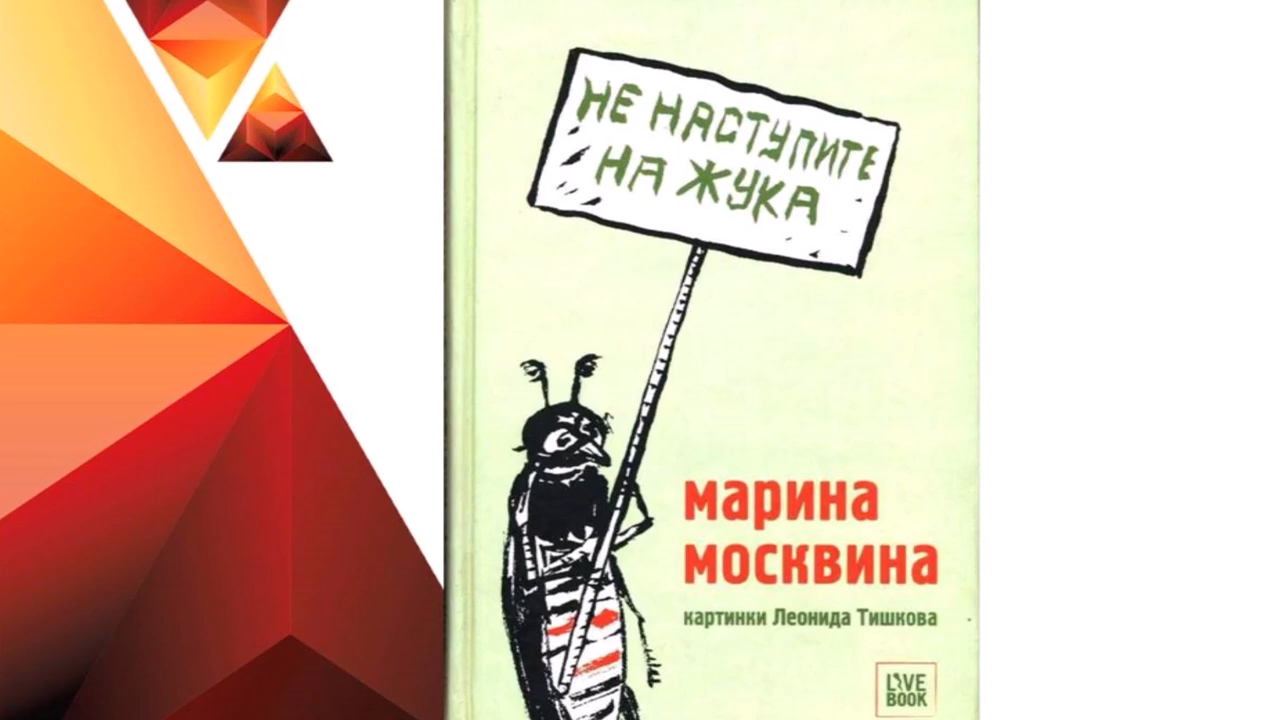 НЕ НАСТУПИТЕ
НА ЖУКА
марина
москвина
картинки Леонида Тишкова
LIVE
BOOK